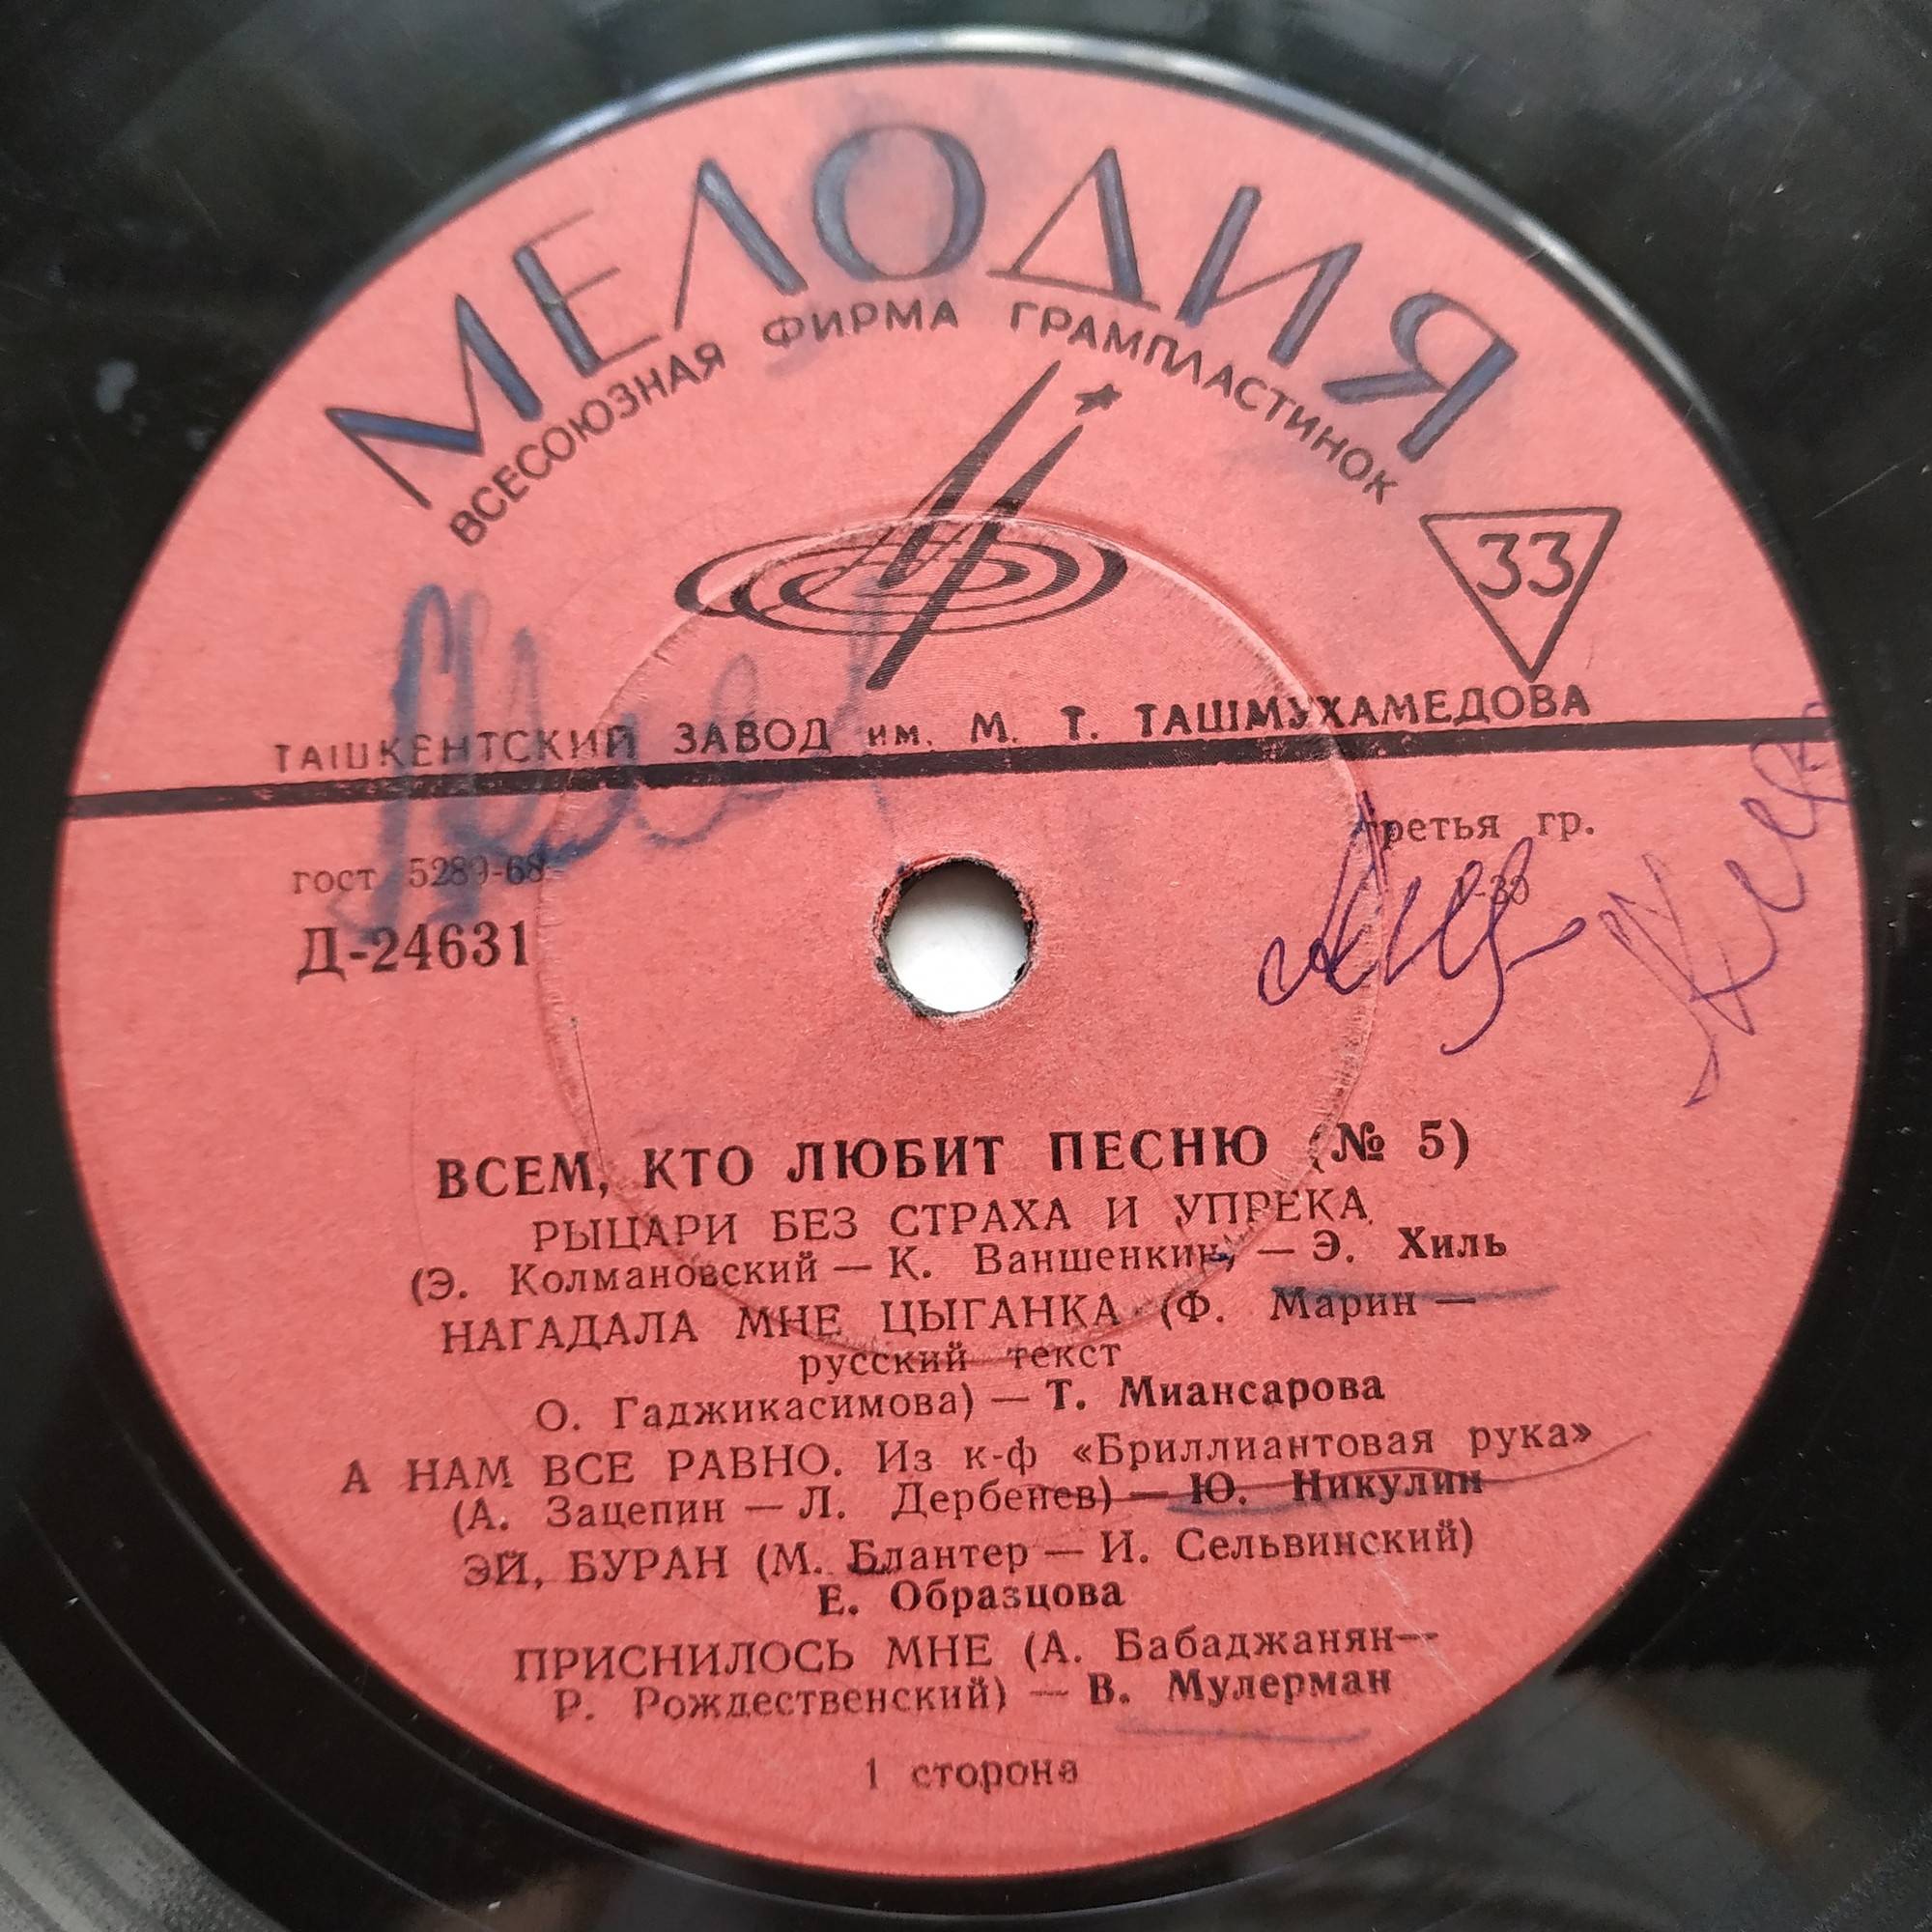 МЕЛОДИЯ
ВСЕСОЮЗНАЯ ФИРМА ГРАМПЛАСТИНОК
33
ТАШКЕНТСКИЙ ЗАВОД им. М. Т. ТАШМУХАМЕДОВА
третья гр.
гост 5289-68
Д-24631
ВСЕМ, КТО ЛЮБИТ ПЕСНЮ (№ 5)
РЫЦАРИ БЕЗ СТРАХА И УПРЕКА
(Э. Колмановский — К. Ваншенкин) — Э. Хиль
НАГАДАЛА МНЕ ЦЫГАНКА (Ф. Марин —
русский текст
О. Гаджикасимова) — Т. Миансарова
А НАМ ВСЕ РАВНО. Из к-ф «Бриллиантовая рука»
(А. Зацепин — Л. Дербенев) — Ю. Никулин
ЭЙ, БУРАН (М. Блантер — И. Сельвинский)
Е. Образцова
ПРИСНИЛОСЬ МНЕ (А. Бабаджанян—
Р. Рождественский) — В. Мулерман
1 сторона